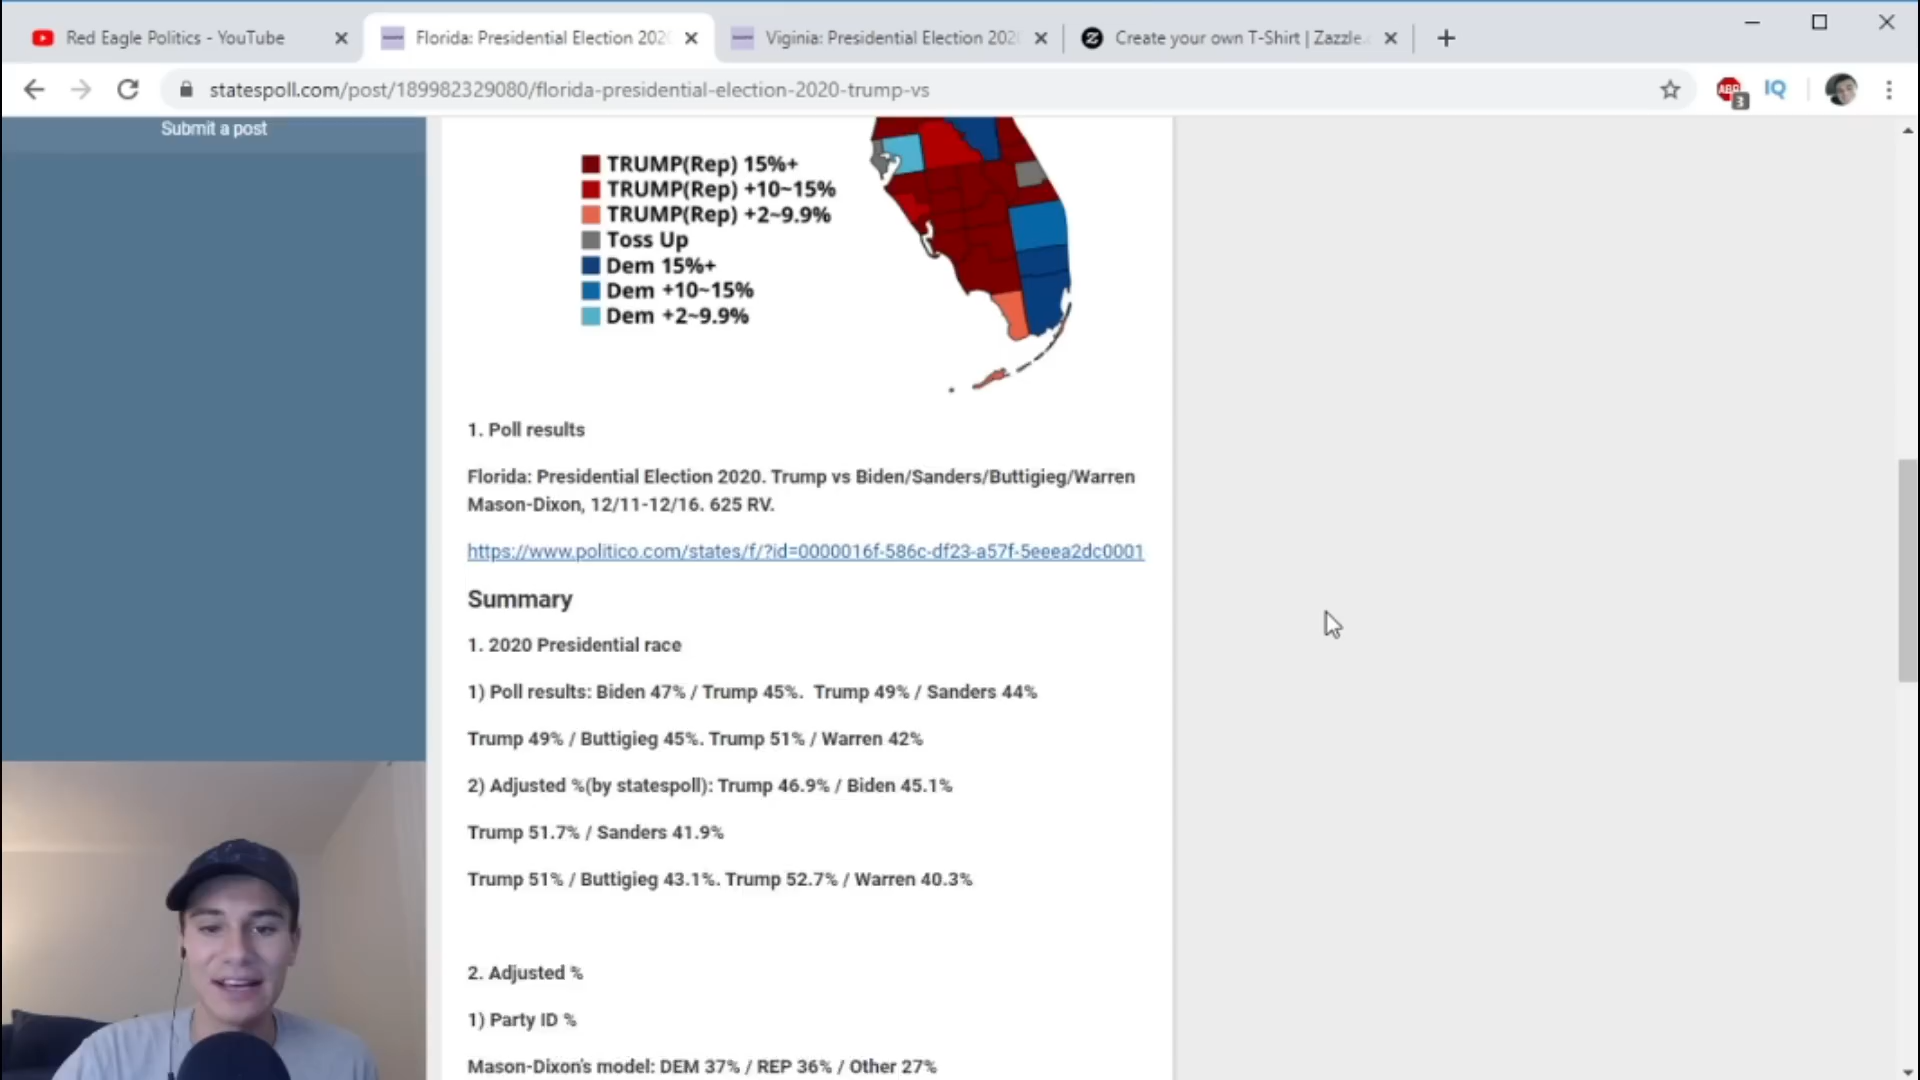 Red Eagle Politics - YouTube
Florida: Presidential Election 202
Viginia: Presidential Election 202
Create your own T-Shirt | Zazzle.
statespoll.com/post/189982329080/florida-presidential-election-2020-trump-vs
ABP
3
IQ
Submit a post
TRUMP(Rep) 15%+
TRUMP(Rep) +10~15%
TRUMP(Rep) +2~9.9%
Toss Up
Dem 15%+
Dem +10~15%
Dem +2~9.9%
1. Poll results
Florida: Presidential Election 2020. Trump vs Biden/Sanders/Buttigieg/Warren
Mason-Dixon, 12/11-12/16. 625 RV.
https://www.politico.com/states/f/?id=0000016f-586c-df23-a57f-5eeea2dc0001
Summary
1. 2020 Presidential race
1) Poll results: Biden 47% / Trump 45%. Trump 49% / Sanders 44%
Trump 49% / Buttigieg 45%. Trump 51% / Warren 42%
2) Adjusted %(by statespoll): Trump 46.9% / Biden 45.1%
Trump 51.7% / Sanders 41.9%
Trump 51% / Buttigieg 43.1%. Trump 52.7% / Warren 40.3%
2. Adjusted %
1) Party ID %
Mason-Dixon's model: DEM 37% / REP 36% / Other 27%